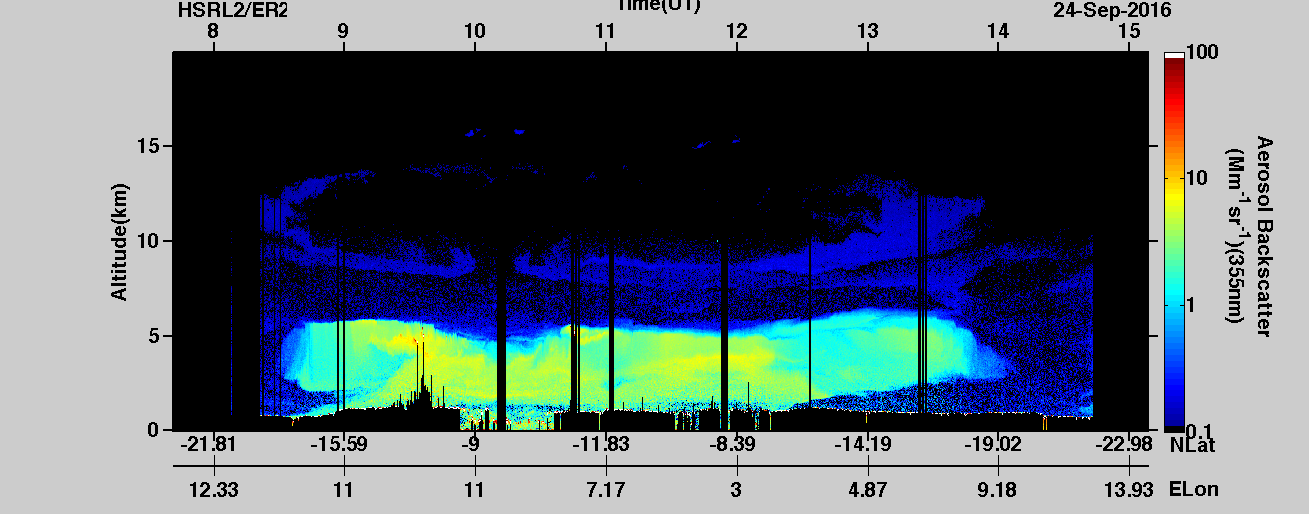 HSRL2/ER2 Time(UT) 24-Sep-2016
8 9 10 11 12 13 14 15
100
10
1
0.1
Aerosol Backscatter
(Mm-1sr-1)(355nm)
Altitude(km)
15
10
5
0
-21.81 -15.59 -9 -11.83 -8.39 -14.19 -19.02 -22.98 NLat
12.33 11 11 7.17 3 4.87 9.18 13.93 ELon